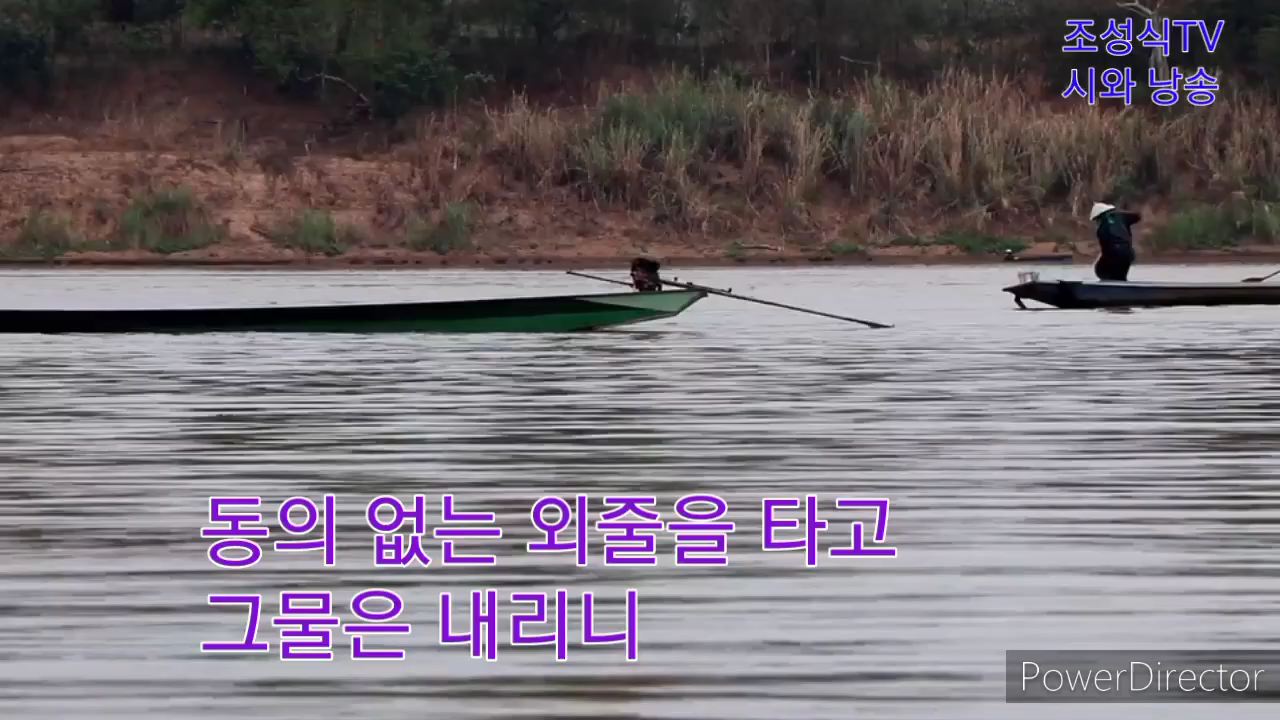 조성식TV
시와 낭송
동의 없는 외줄을 타고
그물은 내리니
PowerDirector